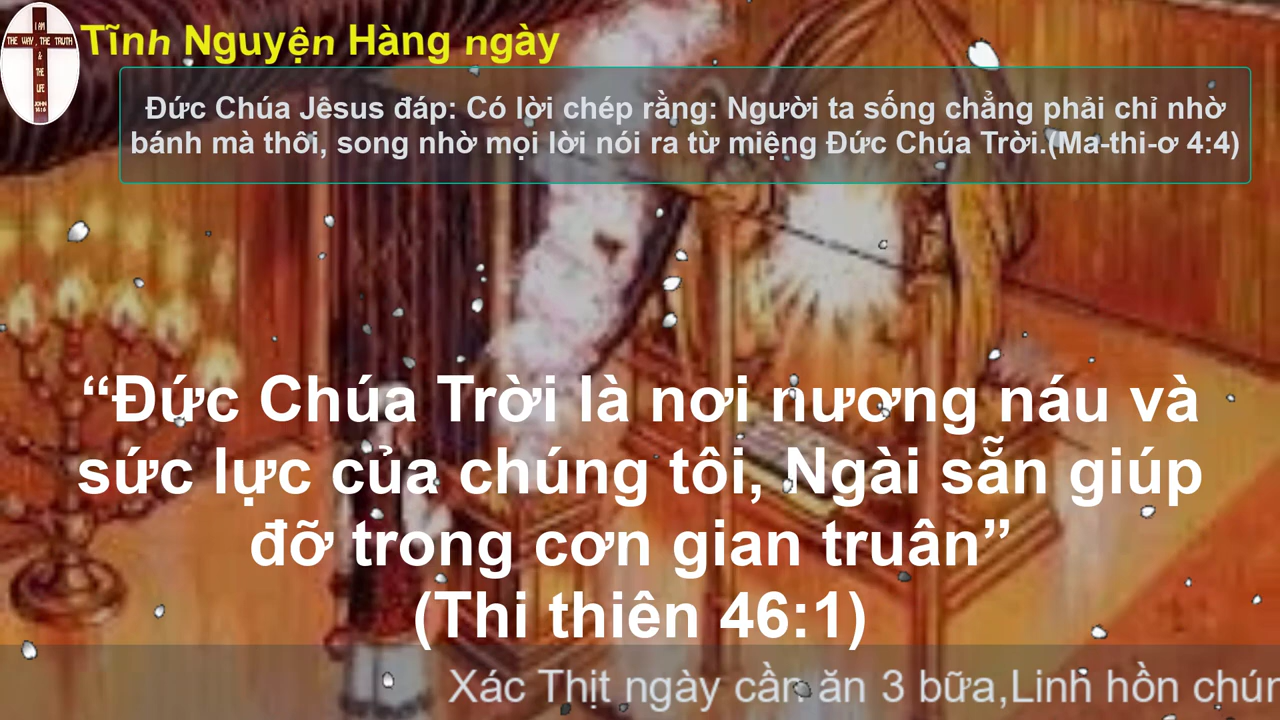 I AM
THE WAY, THE TRUTH
&
THE
LIFE
JOHN
Tĩnh Nguyện Hàng ngày
Đức Chúa Jêsus đáp: Có lời chép rằng: Người ta sống chẳng phải chỉ nhờ
bánh mà thôi, song nhờ mọi lời nói ra từ miệng Đức Chúa Trời.(Ma-thi-ơ 4:4)
“Đức Chúa Trời là nơi nương náu và
sức lực của chúng tôi, Ngài sẵn giúp
đỡ trong cơn gian truân”
(Thi thiên 46:1)
Xác Thịt ngày cần ăn 3 bữa,Linh hồn